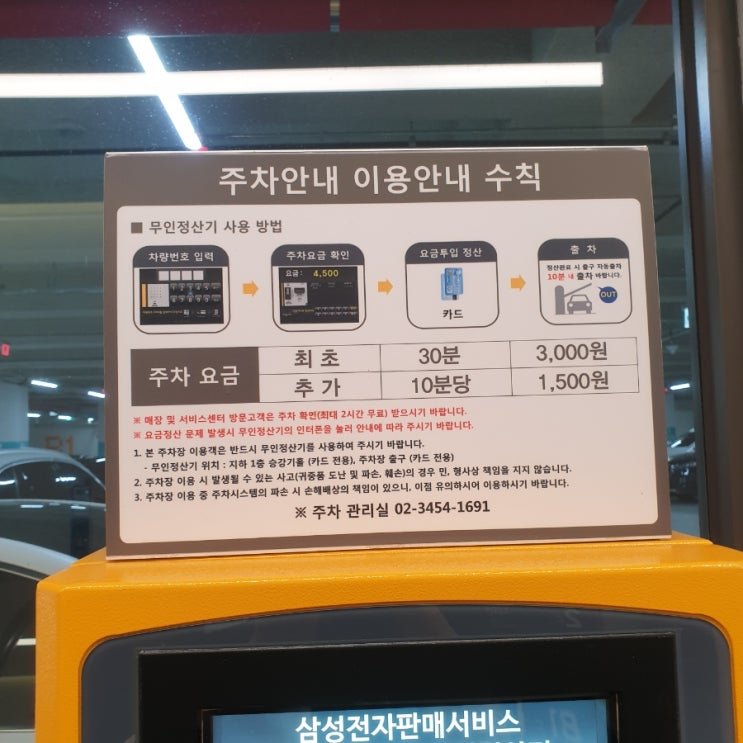 주차안내 이용안내 수칙
■ 무인정산기 사용 방법
차량번호 입력
주차요금 확인
요금투입 정산
출 차
요금 : 4,500
카드
정산완료 시 출구 자동출차
10분 내 출차 바랍니다.
OUT
주차 요금
최 초 30분 3,000원
추 가 10분당 1,500원
※ 매장 및 서비스센터 방문고객은 주차 확면(최대 2시간 무료) 받으시기 바랍니다.
※ 요금정산 문제 발생시 무인정산기의 인터폰을 눌러 안내에 따라 주시기 바랍니다.
1. 본 주차장 이용객은 반드시 무인정산기를 사용하여 주시기 바랍니다.
- 무인정산기 위치 : 지하 1층 승강기홀 (카드 전용), 주차장 출구 (카드 전용)
2. 주차장 이용 시 발생될 수 있는 사고(귀중품 도난 및 파손, 훼손)의 경우 민, 형사상 책임을 지지 않습니다.
3. 주차장 이용 중 주차시스템의 파손 시 손해배상의 책임이 있으니, 이점 유의하시어 이용하시기 바랍니다.
※ 주차 관리실 02-3454-1691
B1
삼성전자판매서비스